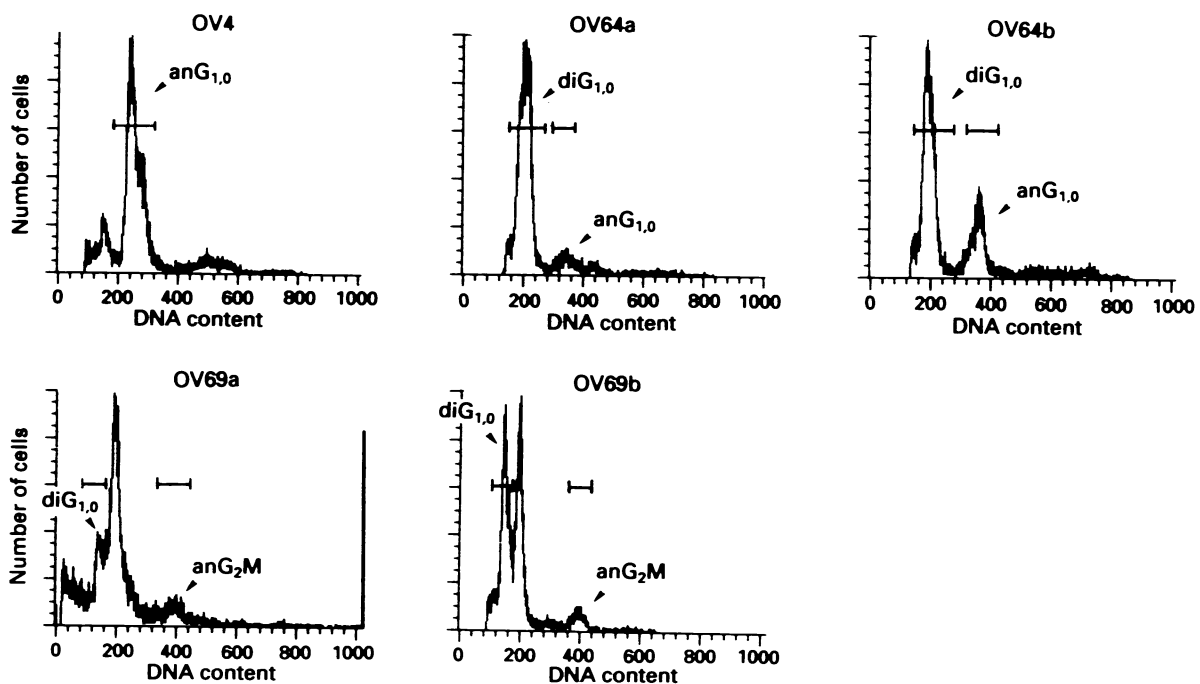 OV4
OV64a
OV64b
Number of cells
anG1,0
diG1,0
anG1,0
diG1,0
anG1,0
0 200 400 600 800 1000
DNA content
0 200 400 600 800 1000
DNA content
0 200 400 600 800 1000
DNA content
OV69a
OV69b
Number of cells
diG1,0
anG2M
diG1,0
anG2M
0 200 400 600 800 1000
DNA content
0 200 400 600 800 1000
DNA content